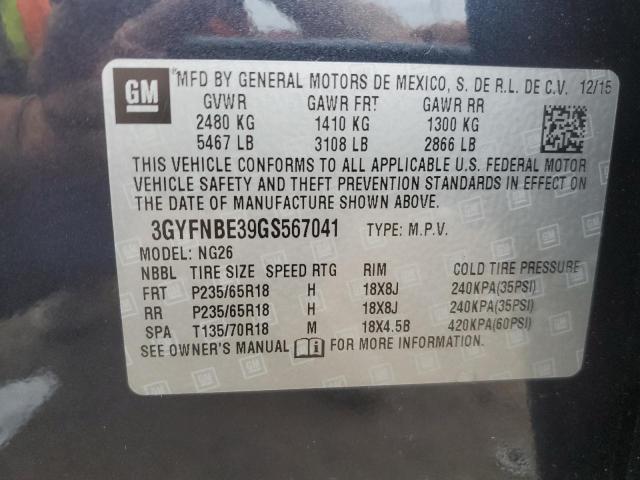 GM
MFD BY GENERAL MOTORS DE MEXICO, S. DE R.L. DE C.V. 12/15
GVWR GAWR FRT GAWR RR
2480 KG 1410 KG 1300 KG
5467 LB 3108 LB 2866 LB
THIS VEHICLE CONFORMS TO ALL APPLICABLE U.S. FEDERAL MOTOR
VEHICLE SAFETY AND THEFT PREVENTION STANDARDS IN EFFECT ON
THE DATE OF MANUFACTURE SHOWN ABOVE.
3GYFNBE39GS567041 TYPE: M.P.V.
MODEL: NG26
NBBL TIRE SIZE SPEED RTG RIM COLD TIRE PRESSURE
FRT P235/65R18 H 18X8J 240KPA(35PSI)
RR P235/65R18 H 18X8J 240KPA(35PSI)
SPA T135/70R18 M 18X4.5B 420KPA(60PSI)
SEE OWNER'S MANUAL FOR MORE INFORMATION.